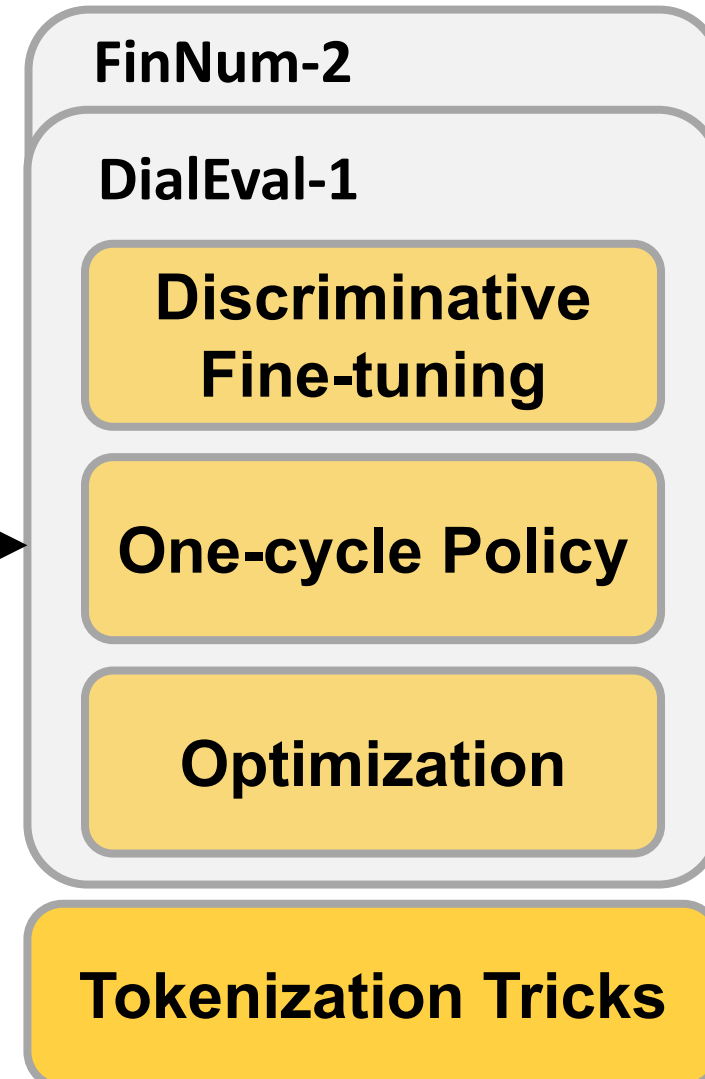 FinNum-2
DialEval-1
Discriminative
Fine-tuning
One-cycle Policy
Optimization
Tokenization Tricks